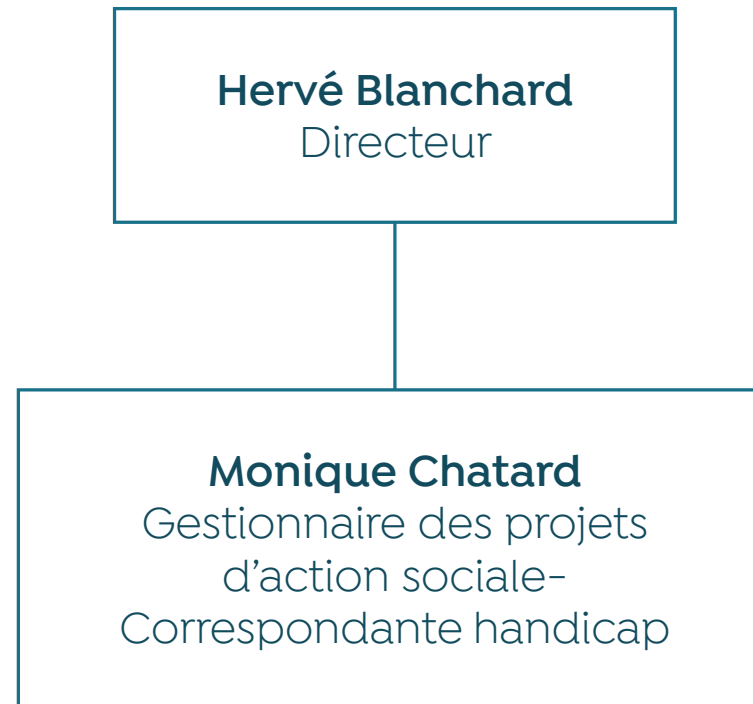 Hervé Blanchard
Directeur
Monique Chatard
Gestionnaire des projets
d’action sociale-
Correspondante handicap